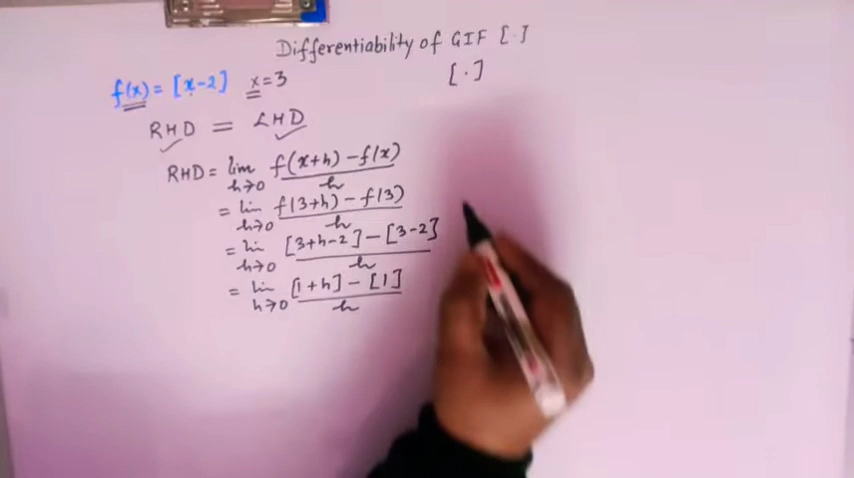 Differentiability of GIF [.]
[.]
f(x) = [x-2] x=3
RHD = LHD
RHD = lim h→0 f(x+h) - f(x) / h
= lim h→0 f(3+h) - f(3) / h
= lim h→0 [3+h-2] - [3-2] / h
= lim h→0 [1+h] - [1] / h